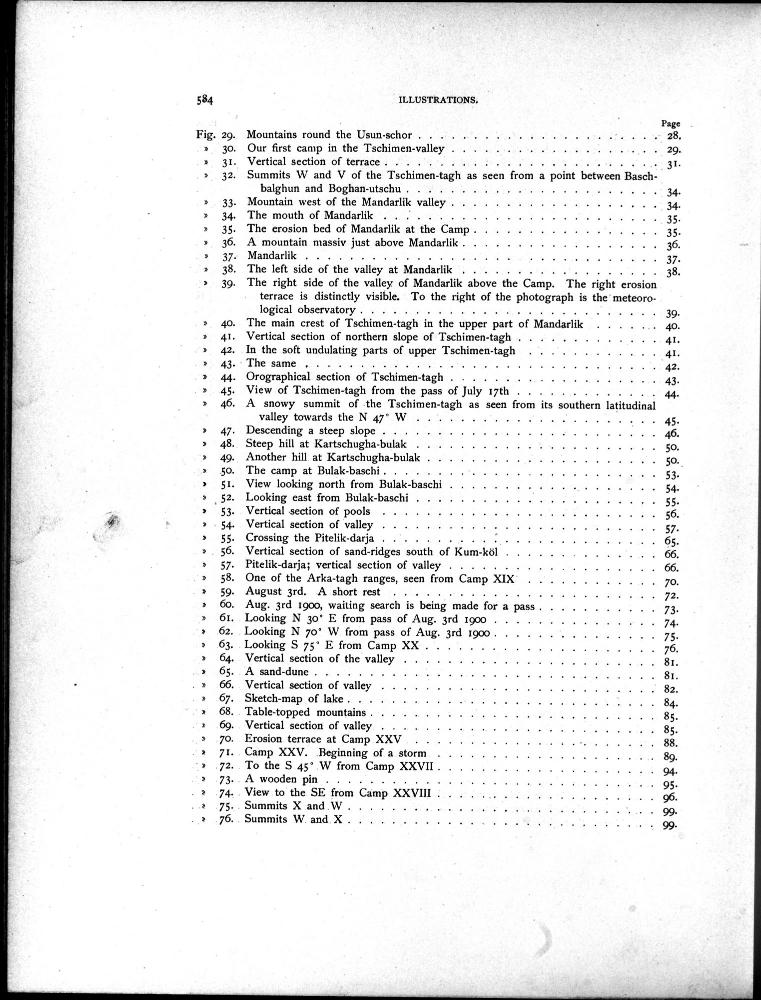 584 ILLUSTRATIONS.
Page
Fig. 29. Mountains round the Usun-schor . . . . . . . . . . . . . . . . . . . . . . 28.
» 30. Our first camp in the Tschimen-valley . . . . . . . . . . . . . . . . . . . 29.
» 31. Vertical section of terrace . . . . . . . . . . . . . . . . . . . . . . . . 31.
» 32. Summits W and V of the Tschimen-tagh as seen from a point between Basch-
balghun and Boghan-utschu . . . . . . . . . . . . . . . . . . . . . . 34.
» 33. Mountain west of the Mandarlik valley . . . . . . . . . . . . . . . . . . . 34.
» 34. The mouth of Mandarlik . . . . . . . . . . . . . . . . . . . . . . . . 35.
» 35. The erosion bed of Mandarlik at the Camp . . . . . . . . . . . . . . . . . 35.
» 36. A mountain massiv just above Mandarlik . . . . . . . . . . . . . . . . . . 36.
» 37. Mandarlik . . . . . . . . . . . . . . . . . . . . . . . . . . . . . 37.
» 38. The left side of the valley at Mandarlik . . . . . . . . . . . . . . . . . . 38.
» 39. The right side of the valley of Mandarlik above the Camp. The right erosion
terrace is distinctly visible. To the right of the photograph is the meteoro-
logical observatory . . . . . . . . . . . . . . . . . . . . . . . . . 39.
» 40. The main crest of Tschimen-tagh in the upper part of Mandarlik . . . . . . 40.
» 41. Vertical section of northern slope of Tschimen-tagh . . . . . . . . . . . . . 41.
» 42. In the soft undulating parts of upper Tschimen-tagh . . . . . . . . . . . . 41.
» 43. The same . . . . . . . . . . . . . . . . . . . . . . . . . . . . . 42.
» 44. Orographical section of Tschimen-tagh . . . . . . . . . . . . . . . . . . . 43.
» 45. View of Tschimen-tagh from the pass of July 17th . . . . . . . . . . . . . 44.
» 46. A snowy summit of the Tschimen-tagh as seen from its southern latitudinal
valley towards the N 47° W . . . . . . . . . . . . . . . . . . . . . 45.
» 47. Descending a steep slope . . . . . . . . . . . . . . . . . . . . . . . . 46.
» 48. Steep hill at Kartschugha-bulak . . . . . . . . . . . . . . . . . . . . . . 50.
» 49. Another hill at Kartschugha-bulak . . . . . . . . . . . . . . . . . . . . . 50.
» 50. The camp at Bulak-baschi . . . . . . . . . . . . . . . . . . . . . . . . 53.
» 51. View looking north from Bulak-baschi . . . . . . . . . . . . . . . . . . . 54.
» 52. Looking east from Bulak-baschi . . . . . . . . . . . . . . . . . . . . . . 55.
» 53. Vertical section of pools . . . . . . . . . . . . . . . . . . . . . . . . 56.
» 54. Vertical section of valley . . . . . . . . . . . . . . . . . . . . . . . . 57.
» 55. Crossing the Pitelik-darja . . . . . . . . . . . . . . . . . . . . . . . . 65.
» 56. Vertical section of sand-ridges south of Kum-köl . . . . . . . . . . . . . . 66.
» 57. Pitelik-darja; vertical section of valley . . . . . . . . . . . . . . . . . . . 66.
» 58. One of the Arka-tagh ranges, seen from Camp XIX . . . . . . . . . . . . . 70.
» 59. August 3rd. A short rest . . . . . . . . . . . . . . . . . . . . . . . . 72.
» 60. Aug. 3rd 1900, waiting search is being made for a pass . . . . . . . . . . . 73.
» 61. Looking N 30° E from pass of Aug. 3rd 1900 . . . . . . . . . . . . . . . 74.
» 62. Looking N 70° W from pass of Aug. 3rd 1900 . . . . . . . . . . . . . . . 75.
» 63. Looking S 75° E from Camp XX . . . . . . . . . . . . . . . . . . . . . 76.
» 64. Vertical section of the valley . . . . . . . . . . . . . . . . . . . . . . 81.
» 65. A sand-dune . . . . . . . . . . . . . . . . . . . . . . . . . . . . . 81.
» 66. Vertical section of valley . . . . . . . . . . . . . . . . . . . . . . . . 82.
» 67. Sketch-map of lake . . . . . . . . . . . . . . . . . . . . . . . . . . 84.
» 68. Table-topped mountains . . . . . . . . . . . . . . . . . . . . . . . . . 85.
» 69. Vertical section of valley . . . . . . . . . . . . . . . . . . . . . . . . 85.
» 70. Erosion terrace at Camp XXV . . . . . . . . . . . . . . . . . . . . . . 88.
» 71. Camp XXV. Beginning of a storm . . . . . . . . . . . . . . . . . . . . 89.
» 72. To the S 45° W from Camp XXVII . . . . . . . . . . . . . . . . . . . . 94.
» 73. A wooden pin . . . . . . . . . . . . . . . . . . . . . . . . . . . . 95.
» 74. View to the SE from Camp XXVIII . . . . . . . . . . . . . . . . . . . . 96.
» 75. Summits X and W . . . . . . . . . . . . . . . . . . . . . . . . . . 99.
» 76. Summits W and X . . . . . . . . . . . . . . . . . . . . . . . . . . 99.